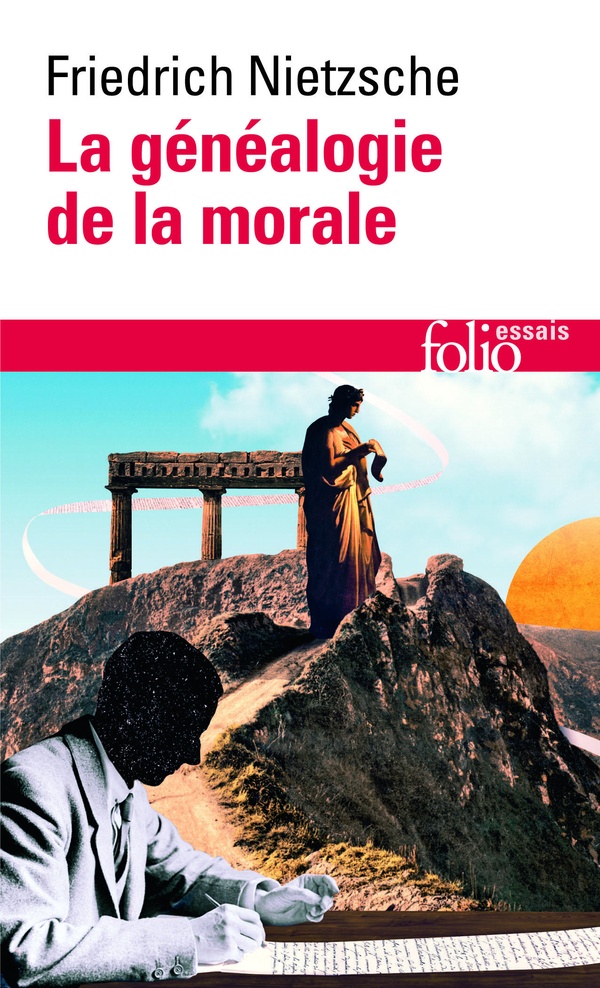 Friedrich Nietzsche
La généalogie
de la morale
essais
folio